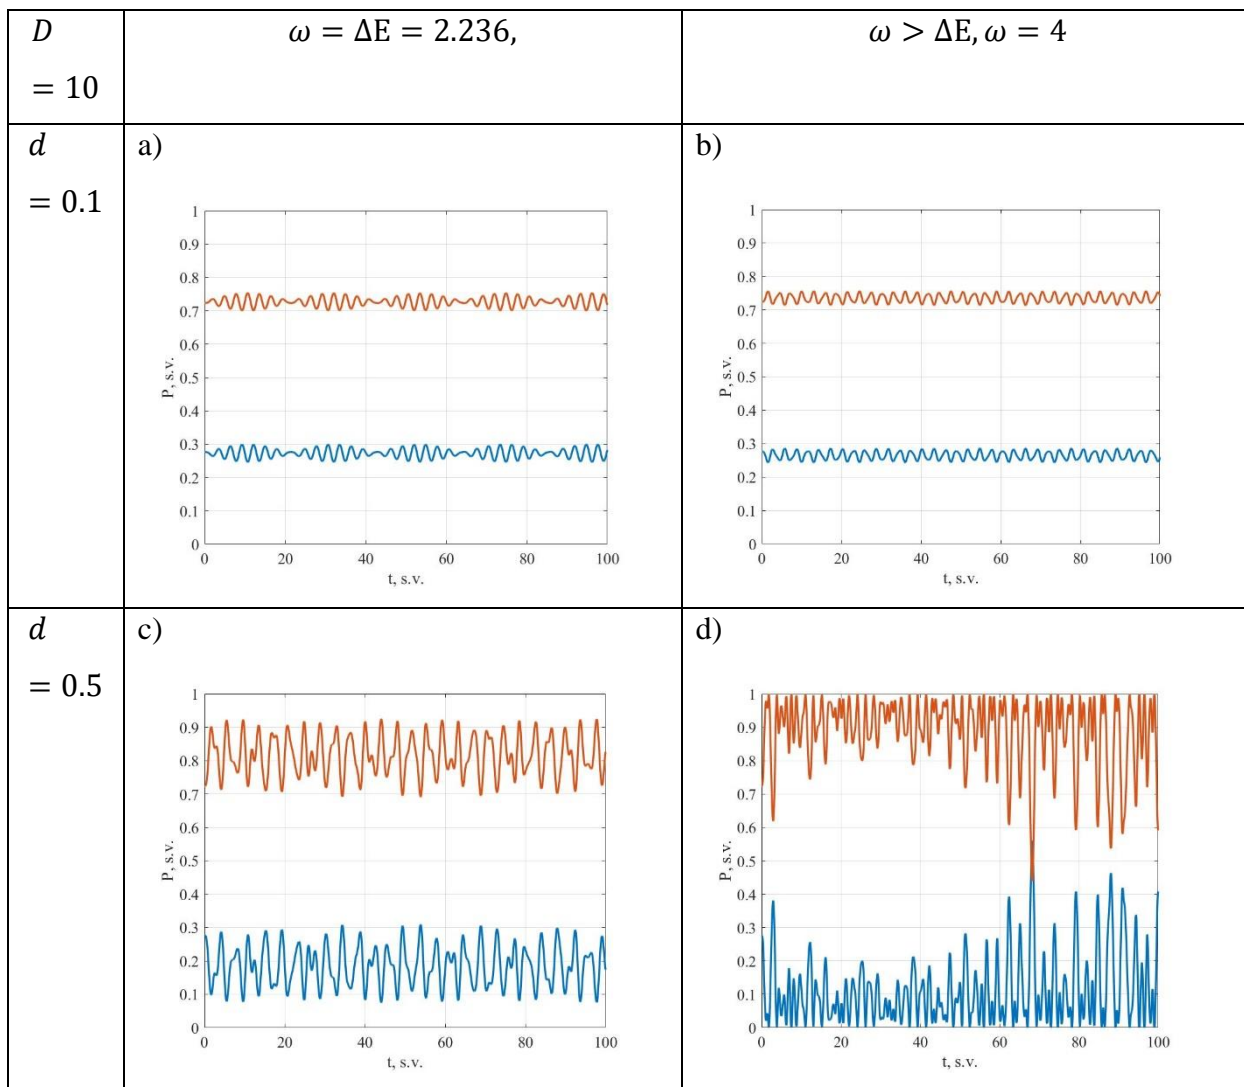 D
= 10
ω = ΔE = 2.236,
ω > ΔE, ω = 4
d
= 0.1
a)
1
0.9
0.8
0.7
0.6
0.5
0.4
0.3
0.2
0.1
0
P, s.v.
0 20 40 60 80 100
t, s.v.
b)
1
0.9
0.8
0.7
0.6
0.5
0.4
0.3
0.2
0.1
0
P, s.v.
0 20 40 60 80 100
t, s.v.
d
= 0.5
c)
1
0.9
0.8
0.7
0.6
0.5
0.4
0.3
0.2
0.1
0
P, s.v.
0 20 40 60 80 100
t, s.v.
d)
1
0.9
0.8
0.7
0.6
0.5
0.4
0.3
0.2
0.1
0
P, s.v.
0 20 40 60 80 100
t, s.v.